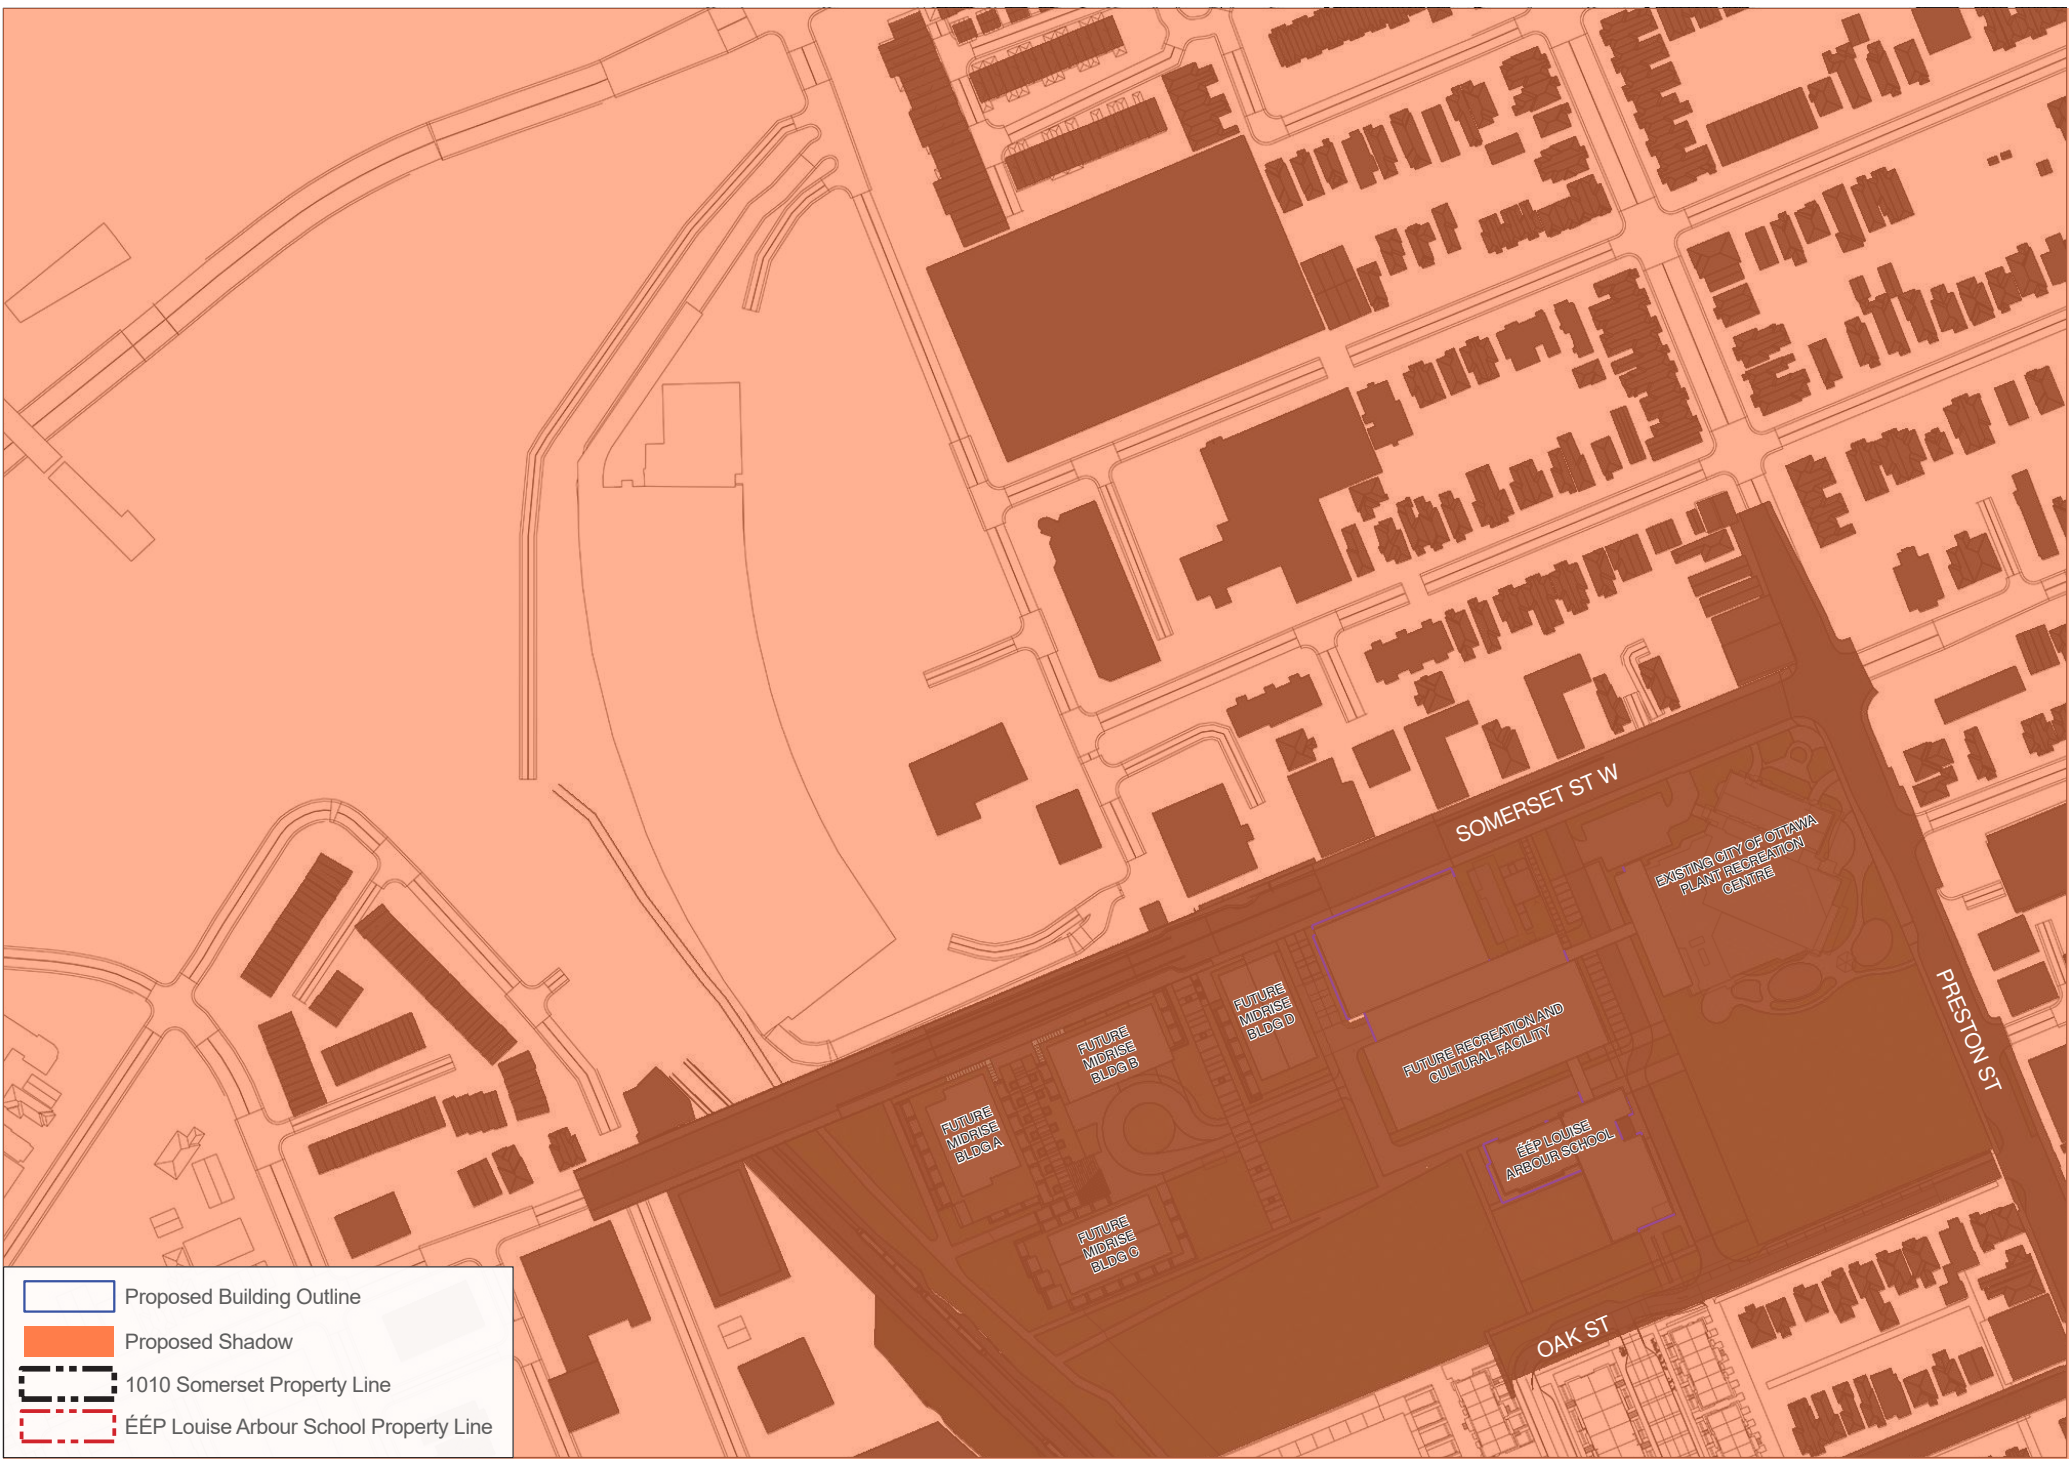 SOMERSET ST W
EXISTING CITY OF OTTAWA
PLANT RECREATION
CENTRE
PRESTON ST
FUTURE
MIDRISE
BLDG D
FUTURE
MIDRISE
BLDG B
FUTURE RECREATION AND
CULTURAL FACILITY
FUTURE
MIDRISE
BLDG A
ÉÉP LOUISE
ARBOUR SCHOOL
FUTURE
MIDRISE
BLDG C
OAK ST
Proposed Building Outline
Proposed Shadow
1010 Somerset Property Line
ÉÉP Louise Arbour School Property Line